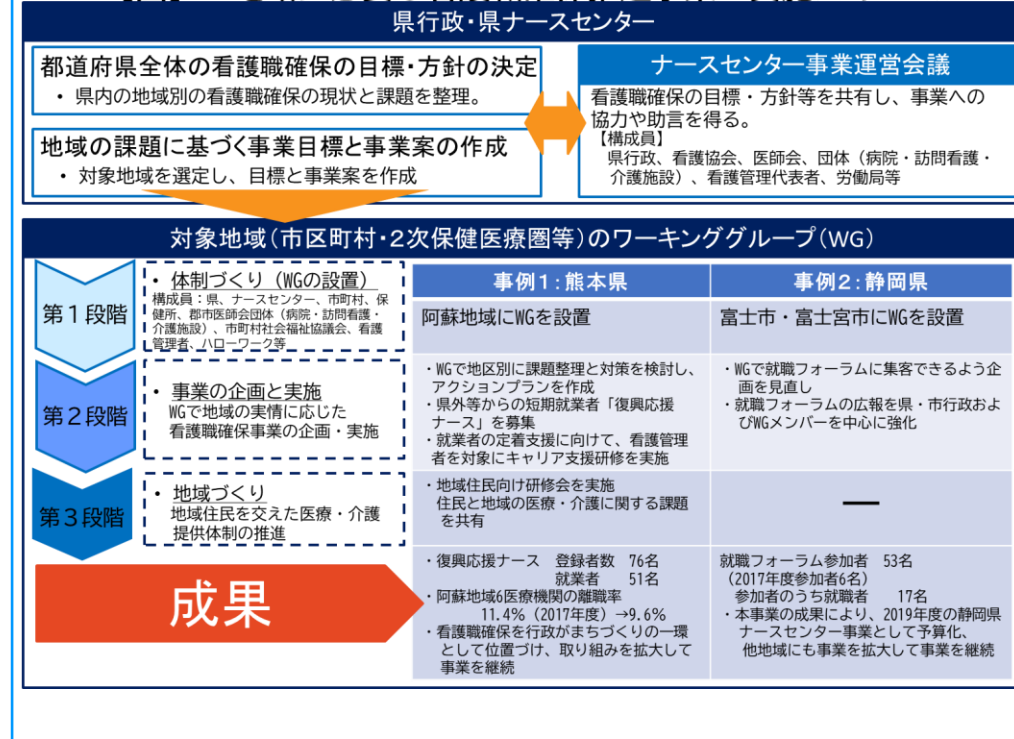 県行政・県ナースセンター
都道府県全体の看護職確保の目標・方針の決定
・ 県内の地域別の看護職確保の現状と課題を整理。
地域の課題に基づく事業目標と事業案の作成
・ 対象地域を選定し、目標と事業案を作成
ナースセンター事業運営会議
看護職確保の目標・方針等を共有し、事業への
協力や助言を得る。
【構成員】
県行政、看護協会、医師会、団体（病院・訪問看護・
介護施設）、看護管理代表者、労働局等
対象地域（市区町村・２次保健医療圏等）のワーキンググループ（WG）
第１段階
・ 体制づくり（WGの設置）
構成員：県、ナースセンター、市町村、保
健所、郡市医師会団体（病院・訪問看護・
介護施設）、市町村社会福祉協議会、看護
管理者、ハローワーク等
第２段階
・ 事業の企画と実施
WGで地域の実情に応じた
看護職確保事業の企画・実施
第３段階
・ 地域づくり
地域住民を交えた医療・介護
提供体制の推進
成果
事例１：熊本県
阿蘇地域にWGを設置
・WGで地区別に課題整理と対策を検討し、
アクションプランを作成
・県外等からの短期就業者「復興応援
ナース」を募集
・就業者の定着支援に向けて、看護管理
者を対象にキャリア支援研修を実施
・地域住民向け研修会を実施
住民と地域の医療・介護に関する課題
を共有
・復興応援ナース　登録者数　76名
就業者　51名
・阿蘇地域6医療機関の離職率
11.4%（2017年度）→9.6%
・看護職確保を行政がまちづくりの一環
として位置づけ、取り組みを拡大して
事業を継続
事例２：静岡県
富士市・富士宮市にWGを設置
・WGで就職フォーラムに集客できるよう企
画を見直し
・就職フォーラムの広報を県・市行政およ
びWGメンバーを中心に強化
―
就職フォーラム参加者　53名
（2017年度参加者6名）
参加者のうち就職者　17名
・本事業の成果により、2019年度の静岡県
ナースセンター事業として予算化、
他地域にも事業を拡大して事業を継続